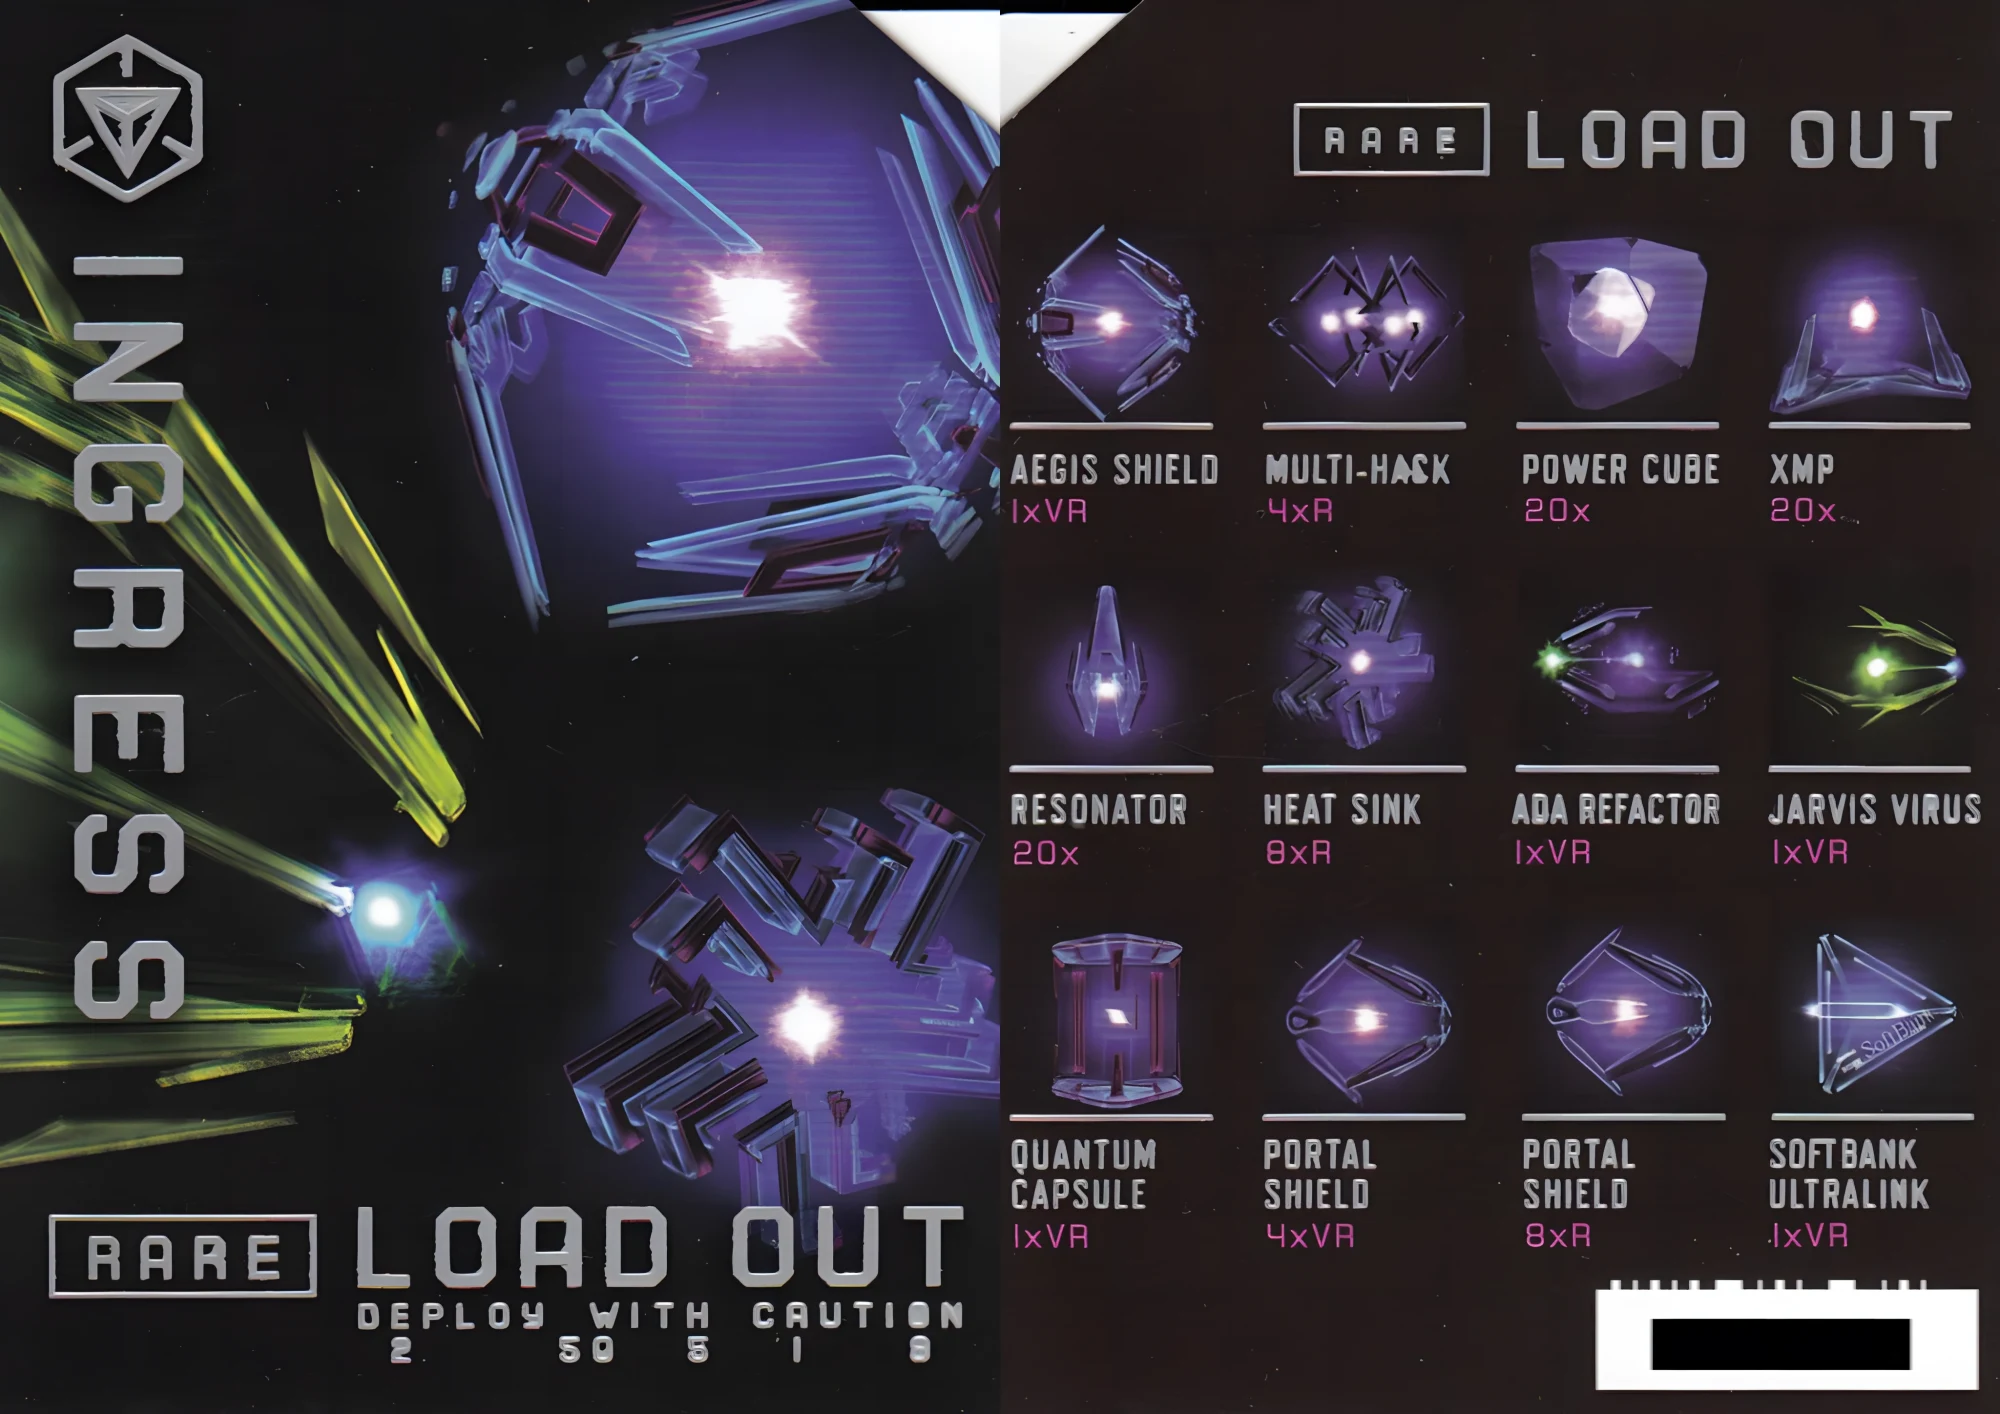 INGRESS
RARE LOAD OUT
DEPLOY WITH CAUTION
2 50 5 1 8
RARE LOAD OUT
AEGIS SHIELD
1xVR
MULTI-HACK
4xR
POWER CUBE
20x
XMP
20x
RESONATOR
20x
HEAT SINK
8xR
ADA REFACTOR
1xVR
JARVIS VIRUS
1xVR
QUANTUM
CAPSULE
1xVR
PORTAL
SHIELD
4xVR
PORTAL
SHIELD
8xR
SoftBank
SOFTBANK
ULTRALINK
1xVR